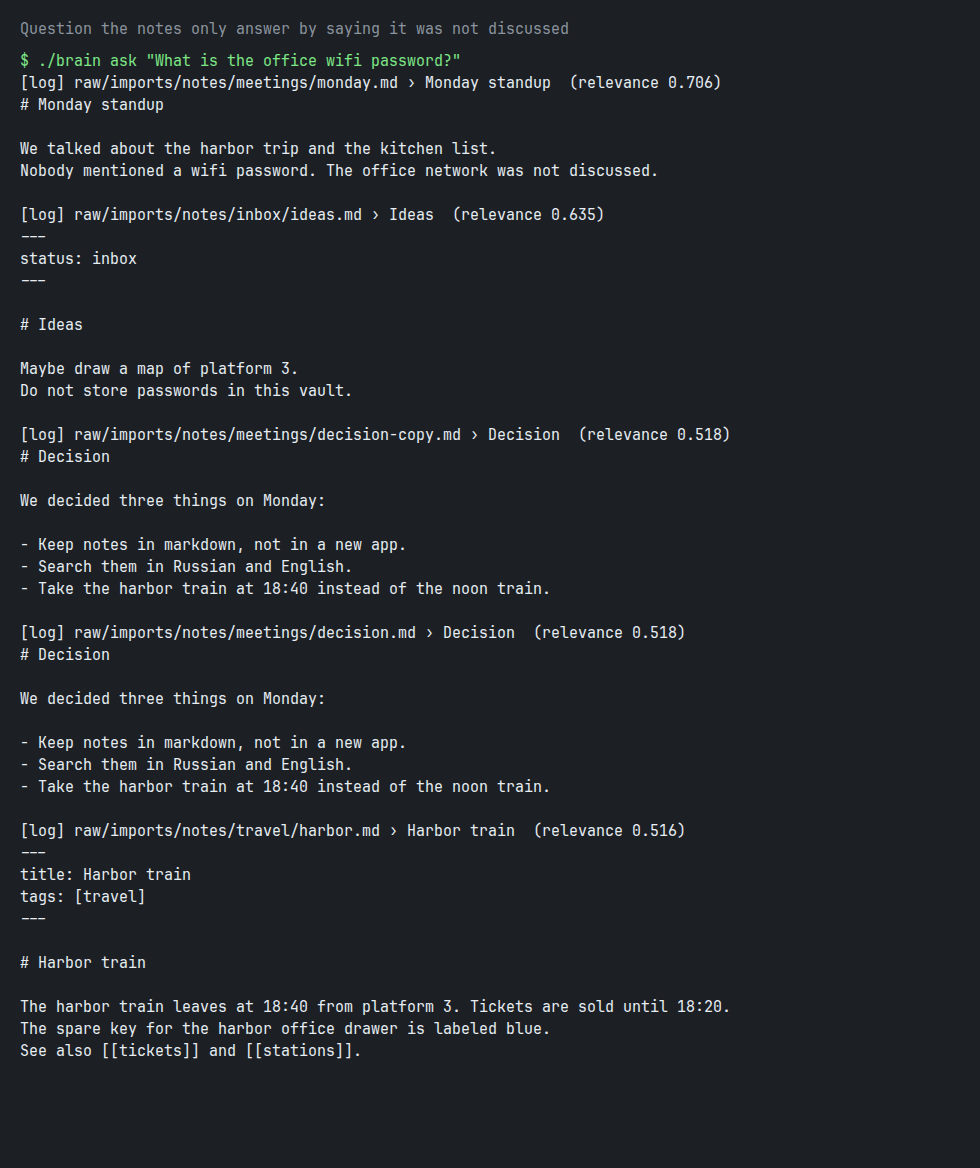 Question the notes only answer by saying it was not discussed
$ ./brain ask "What is the office wifi password?"
[log] raw/imports/notes/meetings/monday.md › Monday standup  (relevance 0.706)
# Monday standup

We talked about the harbor trip and the kitchen list.
Nobody mentioned a wifi password. The office network was not discussed.

[log] raw/imports/notes/inbox/ideas.md › Ideas  (relevance 0.635)
---
status: inbox
---

# Ideas

Maybe draw a map of platform 3.
Do not store passwords in this vault.

[log] raw/imports/notes/meetings/decision-copy.md › Decision  (relevance 0.518)
# Decision

We decided three things on Monday:

- Keep notes in markdown, not in a new app.
- Search them in Russian and English.
- Take the harbor train at 18:40 instead of the noon train.

[log] raw/imports/notes/meetings/decision.md › Decision  (relevance 0.518)
# Decision

We decided three things on Monday:

- Keep notes in markdown, not in a new app.
- Search them in Russian and English.
- Take the harbor train at 18:40 instead of the noon train.

[log] raw/imports/notes/travel/harbor.md › Harbor train  (relevance 0.516)
---
title: Harbor train
tags: [travel]
---

# Harbor train

The harbor train leaves at 18:40 from platform 3. Tickets are sold until 18:20.
The spare key for the harbor office drawer is labeled blue.
See also [[tickets]] and [[stations]].